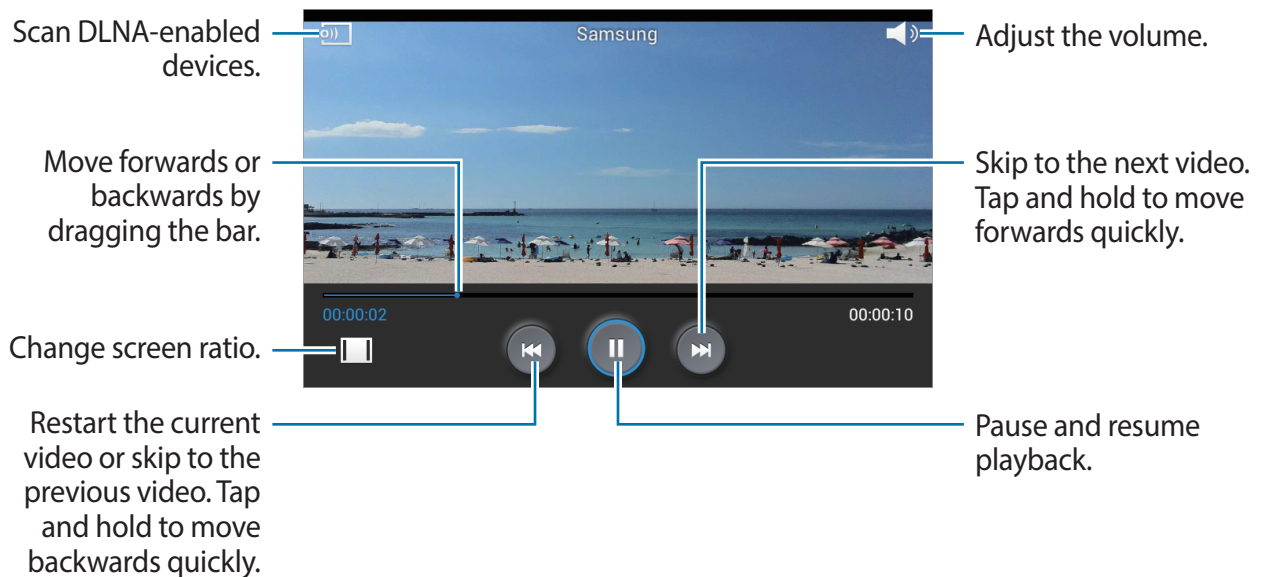 Scan DLNA-enabled
devices.
Samsung
Adjust the volume.
Move forwards or
backwards by
dragging the bar.
Skip to the next video.
Tap and hold to move
forwards quickly.
00:00:02
00:00:10
Change screen ratio.
Restart the current
video or skip to the
previous video. Tap
and hold to move
backwards quickly.
Pause and resume
playback.